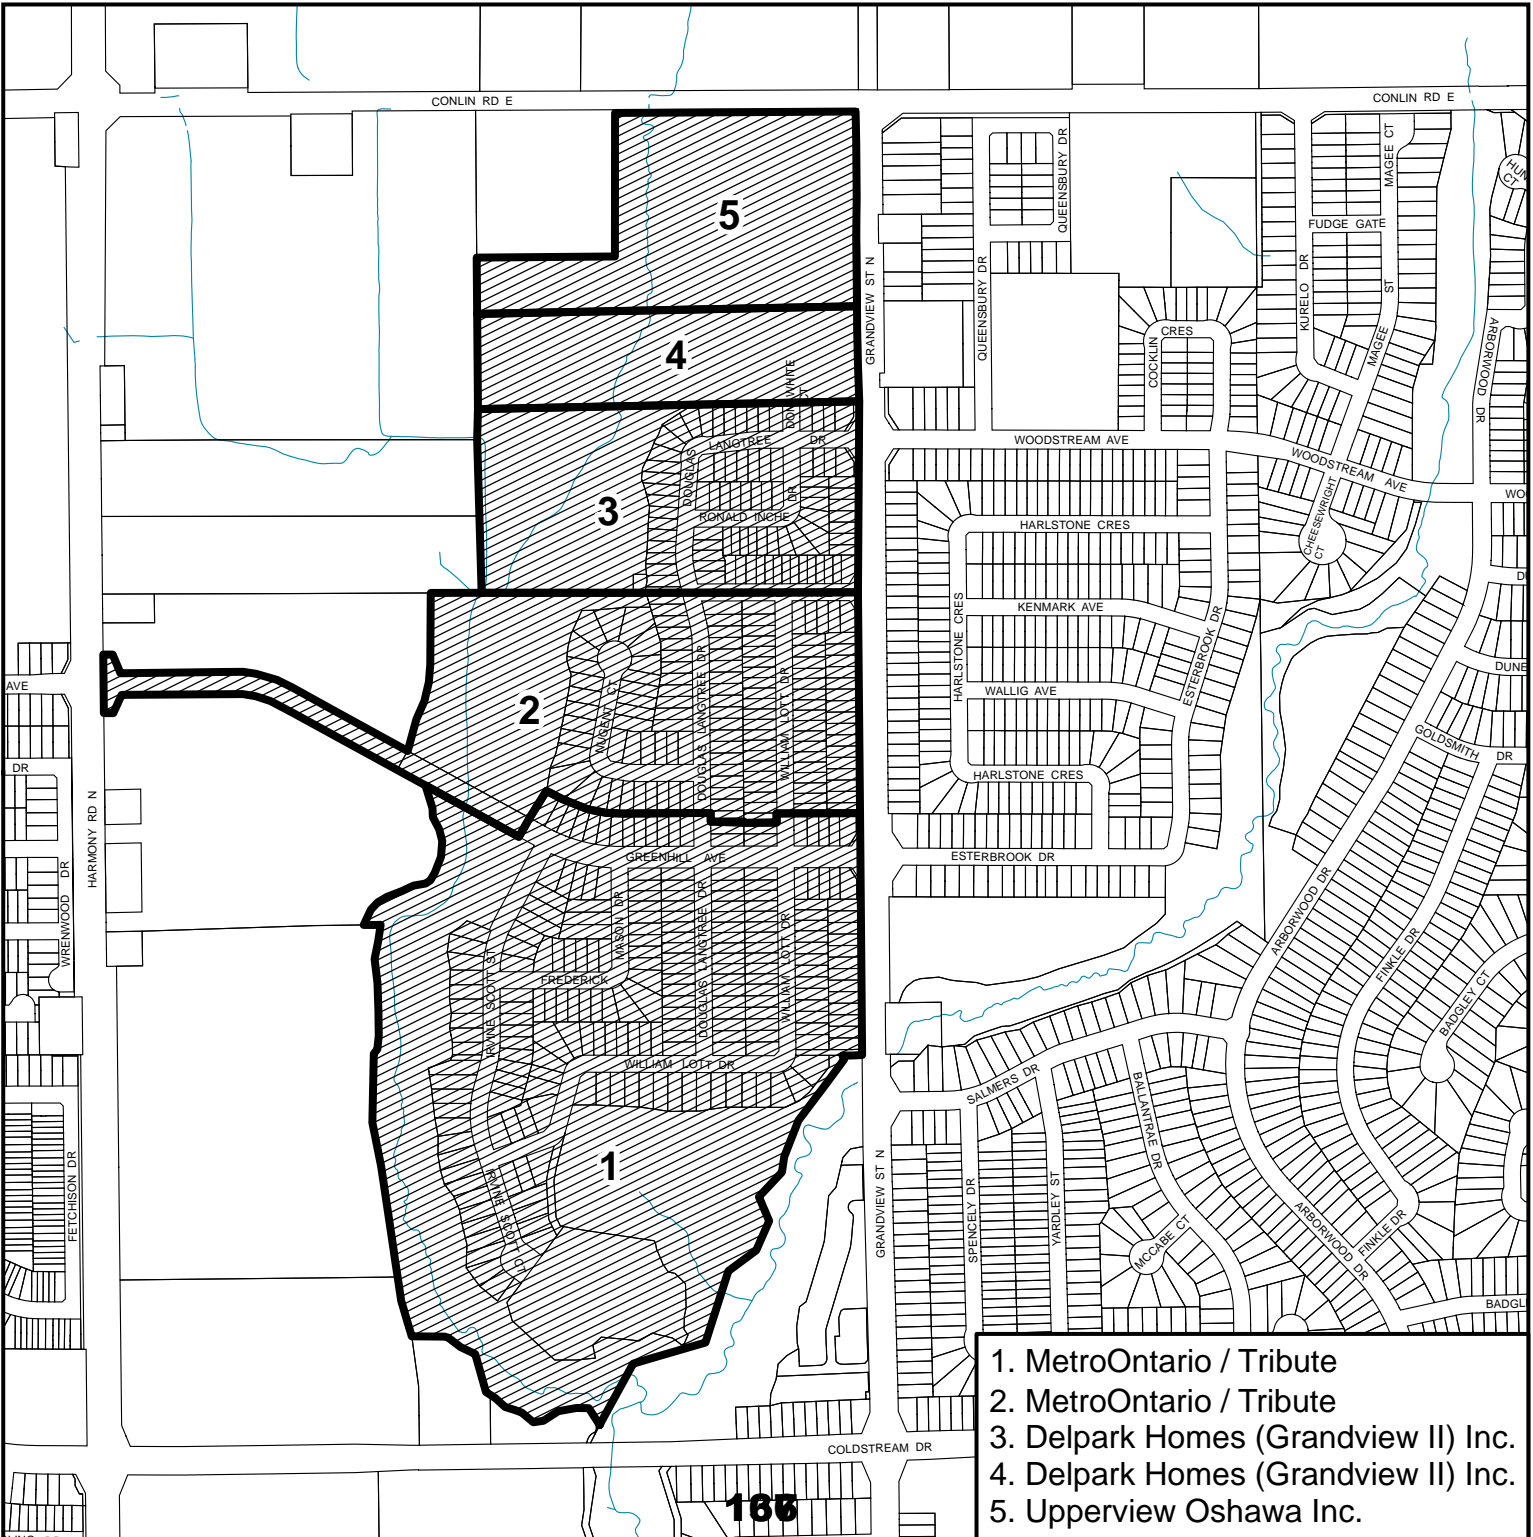 CONLIN RD E
CONLIN RD E
MAGEE CT
QUEENSBURY DR
HUN
CT
5
FUDGE GATE
GRANDVIEW ST N
QUEENSBURY DR
KURELO DR
ST
MAGEE
CRES
COCKLIN
ARBORWOOD DR
4
DON WHITE
CT
LANGTREE DR
DOUGLAS
WOODSTREAM AVE
WOODSTREAM AVE
3
DR
RONALD INCHE
HARLSTONE CRES
CHEESEWRIGHT
CT
WO
D
HARLSTONE CRES
KENMARK AVE
ESTERBROOK DR
AVE
2
NUGENT CT
DOUGLAS LANGTREE DR
WILLIAM LOTT DR
WALLIG AVE
DUNE
GOLDSMITH DR
DR
HARMONY RD N
HARLSTONE CRES
GREENHILL AVE
ESTERBROOK DR
WRENWOOD DR
MASON DR
DOUGLAS LANGTREE DR
WILLIAM LOTT DR
ARBORWOOD DR
FINKLE DR
IRVINE SCOTT ST
FREDERICK
BADGLEY CT
WILLIAM LOTT DR
SALMERS DR
BALLANTRAE DR
FETCHISON DR
1
IRVINE SCOTT CT
GRANDVIEW ST N
SPENCELY DR
YARDLEY ST
MCCABE CT
ARBORWOOD DR
FINKLE DR
BADGL
COLDSTREAM DR
1. MetroOntario / Tribute
2. MetroOntario / Tribute
3. Delpark Homes (Grandview II) Inc.
4. Delpark Homes (Grandview II) Inc.
5. Upperview Oshawa Inc.